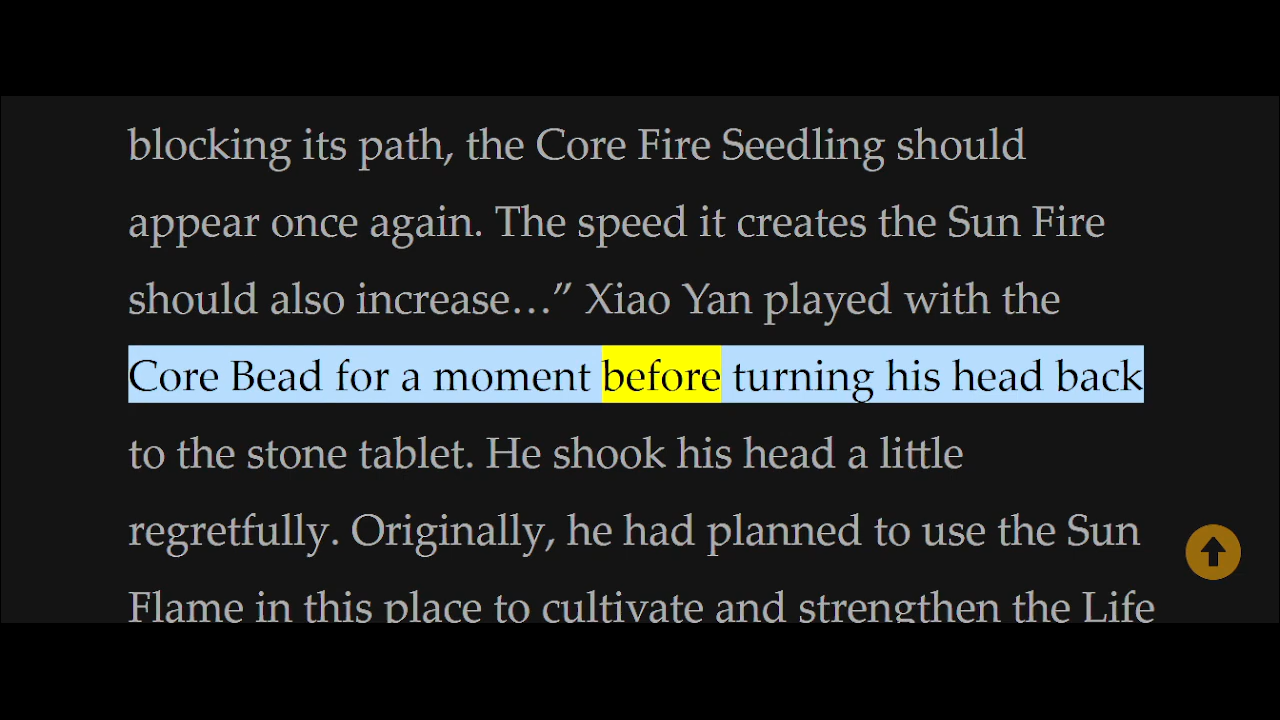 blocking its path, the Core Fire Seedling should
appear once again. The speed it creates the Sun Fire
should also increase…” Xiao Yan played with the
Core Bead for a moment before turning his head back
to the stone tablet. He shook his head a little
regretfully. Originally, he had planned to use the Sun
Flame in this place to cultivate and strengthen the Life